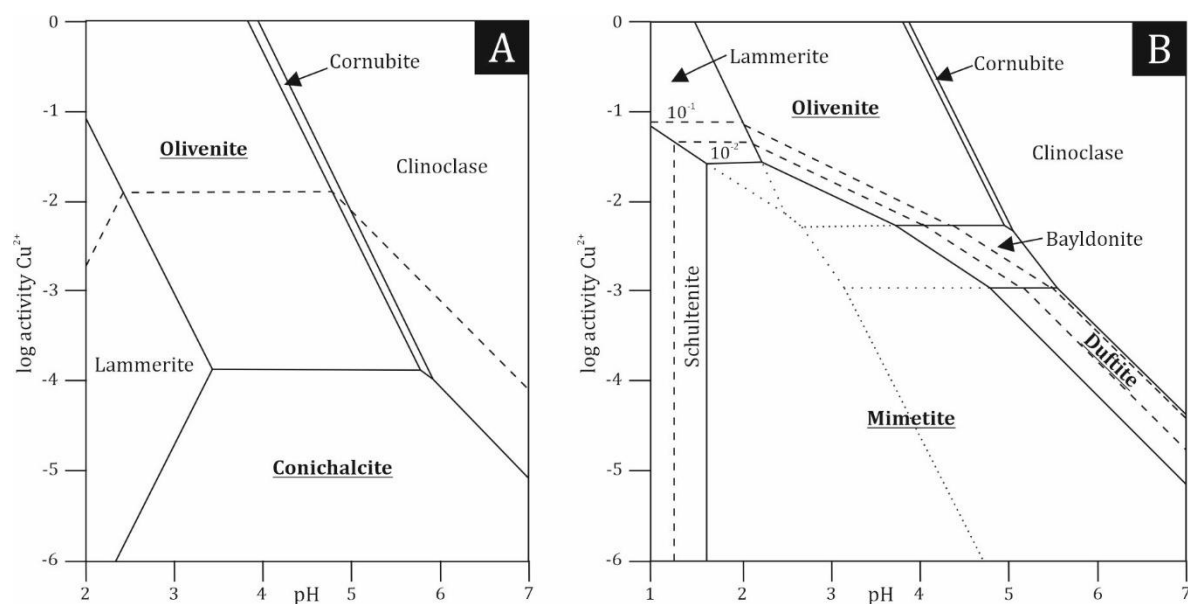 A
0
-1
-2
-3
-4
-5
-6
log activity Cu²⁺
Cornubite
Olivenite
Clinoclase
Lammerite
Conichalcite
2
3
4
5
6
7
pH
B
0
-1
-2
-3
-4
-5
-6
log activity Cu²⁺
Lammerite
Cornubite
Olivenite
10⁻¹
10⁻²
Clinoclase
Bayldonite
Schultenite
Duftite
Mimetite
1
2
3
4
5
6
7
pH